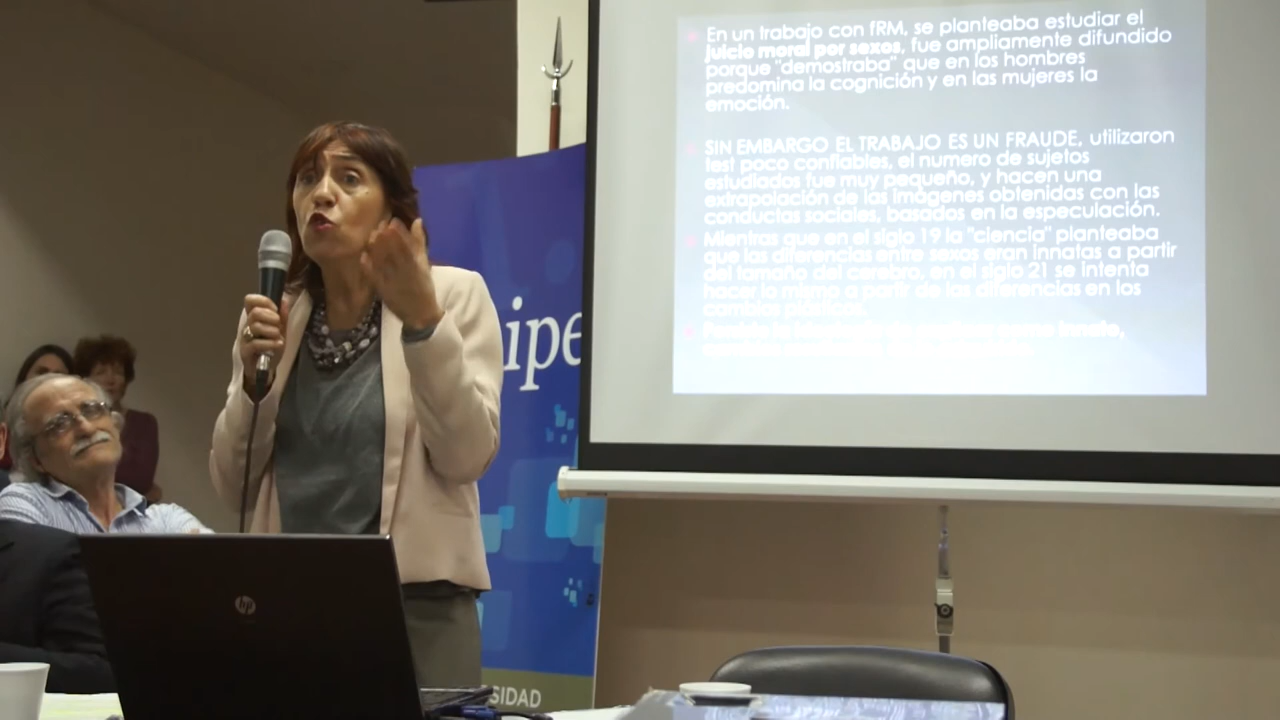 En un trabajo con fRM, se planteaba estudiar el
juicio moral por sexos, fue ampliamente difundido
porque "demostraba" que en los hombres
predomina la cognición y en las mujeres la
emoción.
SIN EMBARGO EL TRABAJO ES UN FRAUDE, utilizaron
test poco confiables, el numero de sujetos
estudiados fue muy pequeño, y hacen una
extrapolación de las imágenes obtenidas con las
conductas sociales, basados en la especulación.
Mientras que en el siglo 19 la "ciencia" planteaba
que las diferencias entre sexos eran innatas a partir
del tamaño del cerebro, en el siglo 21 se intenta
hacer lo mismo a partir de las diferencias en los
cambios
innato,
ipe
hp
SIDAD